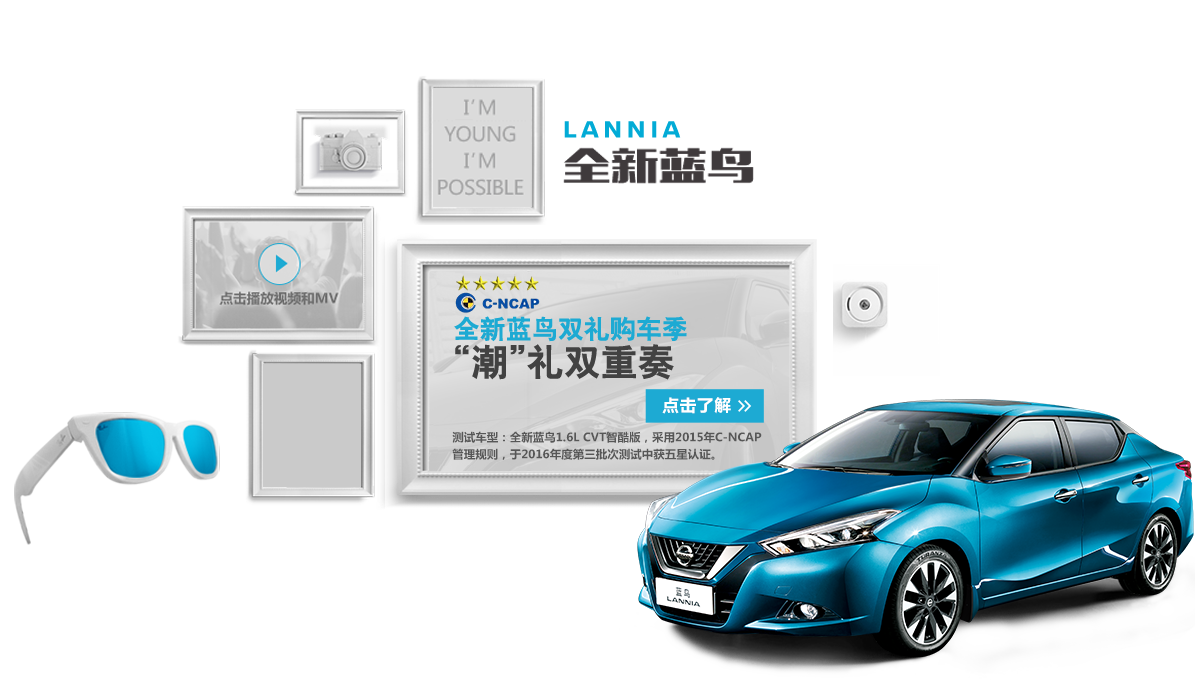 I'M
YOUNG
I'M
POSSIBLE
LANNIA
全新蓝鸟
点击播放视频和MV
C-NCAP
全新蓝鸟双礼购车季
“潮”礼双重奏
点击了解 »
测试车型：全新蓝鸟1.6L CVT智酷版，采用2015年C-NCAP
管理规则，于2016年度第三批次测试中获五星认证。
TURANZA
NISSAN
蓝鸟
LANNIA